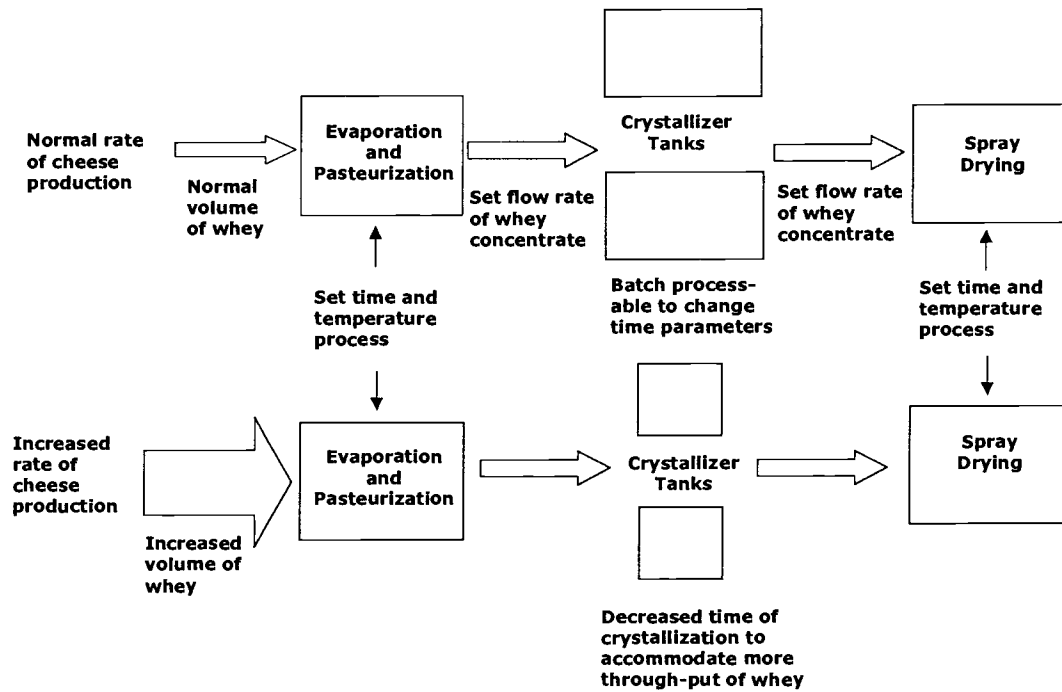 Normal rate
of cheese
production
Normal
volume
of whey
Evaporation
and
Pasteurization
Set flow rate
of whey
concentrate
Crystallizer
Tanks
Batch process-
able to change
time parameters
Set flow rate
of whey
concentrate
Spray
Drying
Set time and
temperature
process
Set time and
temperature
process
Increased
rate of
cheese
production
Increased
volume of
whey
Evaporation
and
Pasteurization
Crystallizer
Tanks
Decreased time of
crystallization to
accommodate more
through-put of whey
Spray
Drying